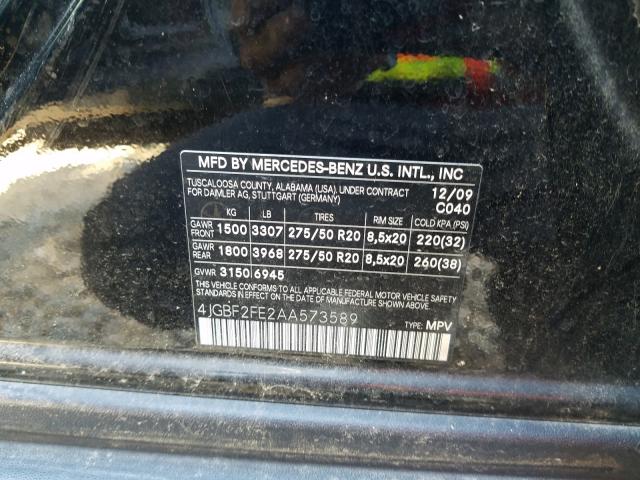 MFD BY MERCEDES-BENZ U.S. INTL., INC
TUSCALOOSA COUNTY, ALABAMA (USA). UNDER CONTRACT 12/09
FOR DAIMLER AG, STUTTGART (GERMANY) C040
KG LB TIRES RIM SIZE COLD KPA (PSI)
GAWR FRONT 1500 3307 275/50 R20 8,5x20 220(32)
GAWR REAR 1800 3968 275/50 R20 8,5x20 260(38)
GVWR 3150 6945
THIS VEHICLE CONFORMS TO ALL APPLICABLE FEDERAL MOTOR VEHICLE SAFETY
AND THEFT PREVENTION STANDARDS IN EFFECT ON THE
DATE OF MANUFACTURE SHOWN ABOVE.
4JGBF2FE2AA573589
TYPE: MPV